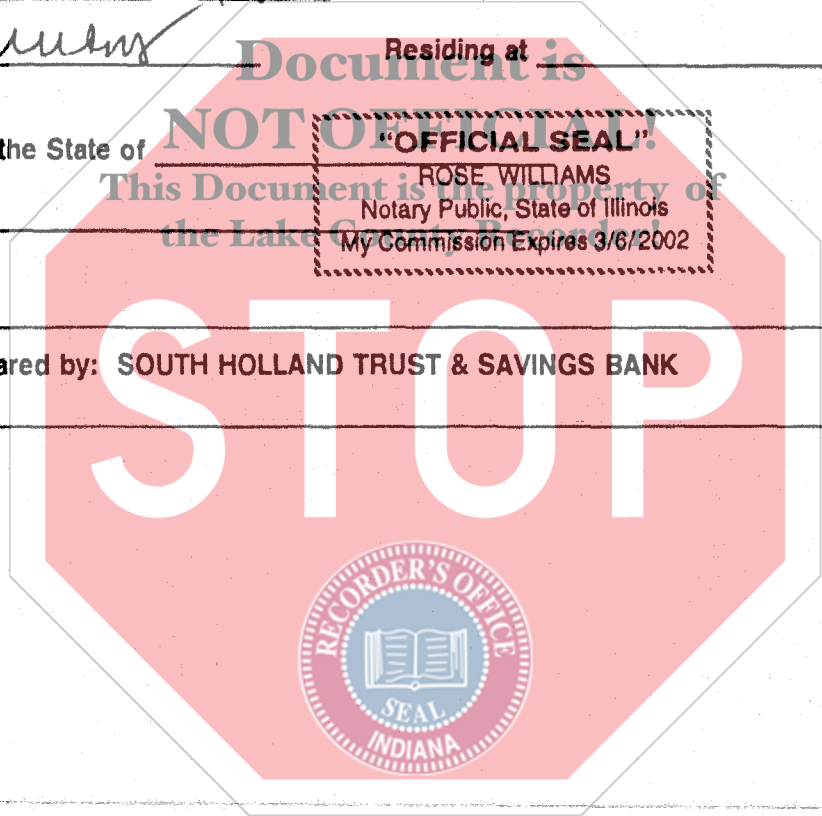 Residing at
Document is
NOT OFFICIAL!
the State of
"OFFICIAL SEAL"
ROSE WILLIAMS
Notary Public, State of Illinois
My Commission Expires 3/6/2002
This Document is the property of
the Lake County Recorder!
ared by: SOUTH HOLLAND TRUST & SAVINGS BANK
STOP
RECORDER'S OFFICE
SEAL
INDIANA